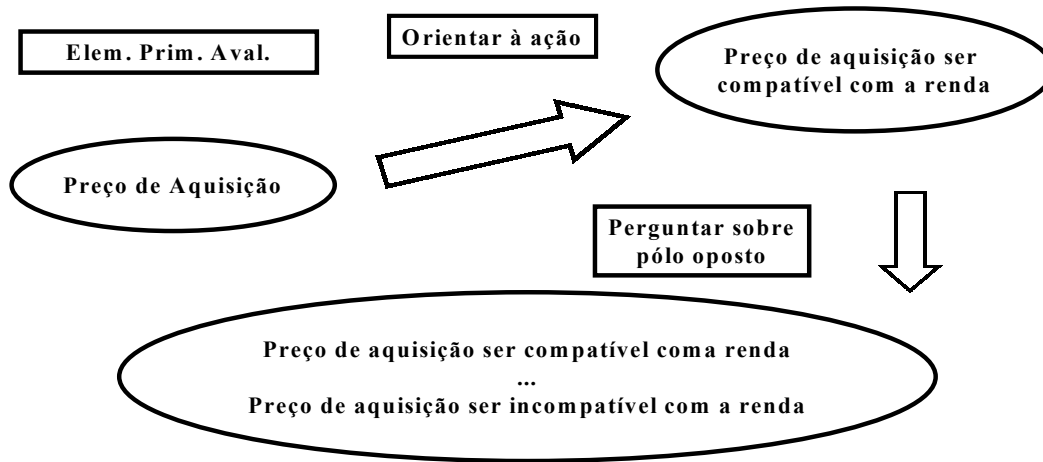 Elem. Prim. Aval.
Orientar à ação
Preço de aquisição ser
compatível com a renda
Preço de Aquisição
Perguntar sobre
pólo oposto
Preço de aquisição ser compatível coma renda
...
Preço de aquisição ser incompatível com a renda